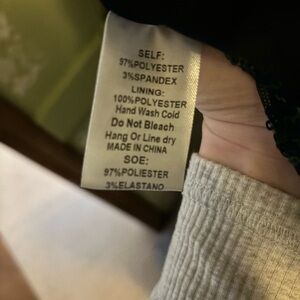 SELF:
97%POLYESTER
3%SPANDEX
LINING:
100%POLYESTER
Hand Wash Cold
Do Not Bleach
Hang Or Line dry
MADE IN CHINA
SOE:
97%POLIESTER
3%ELASTANO